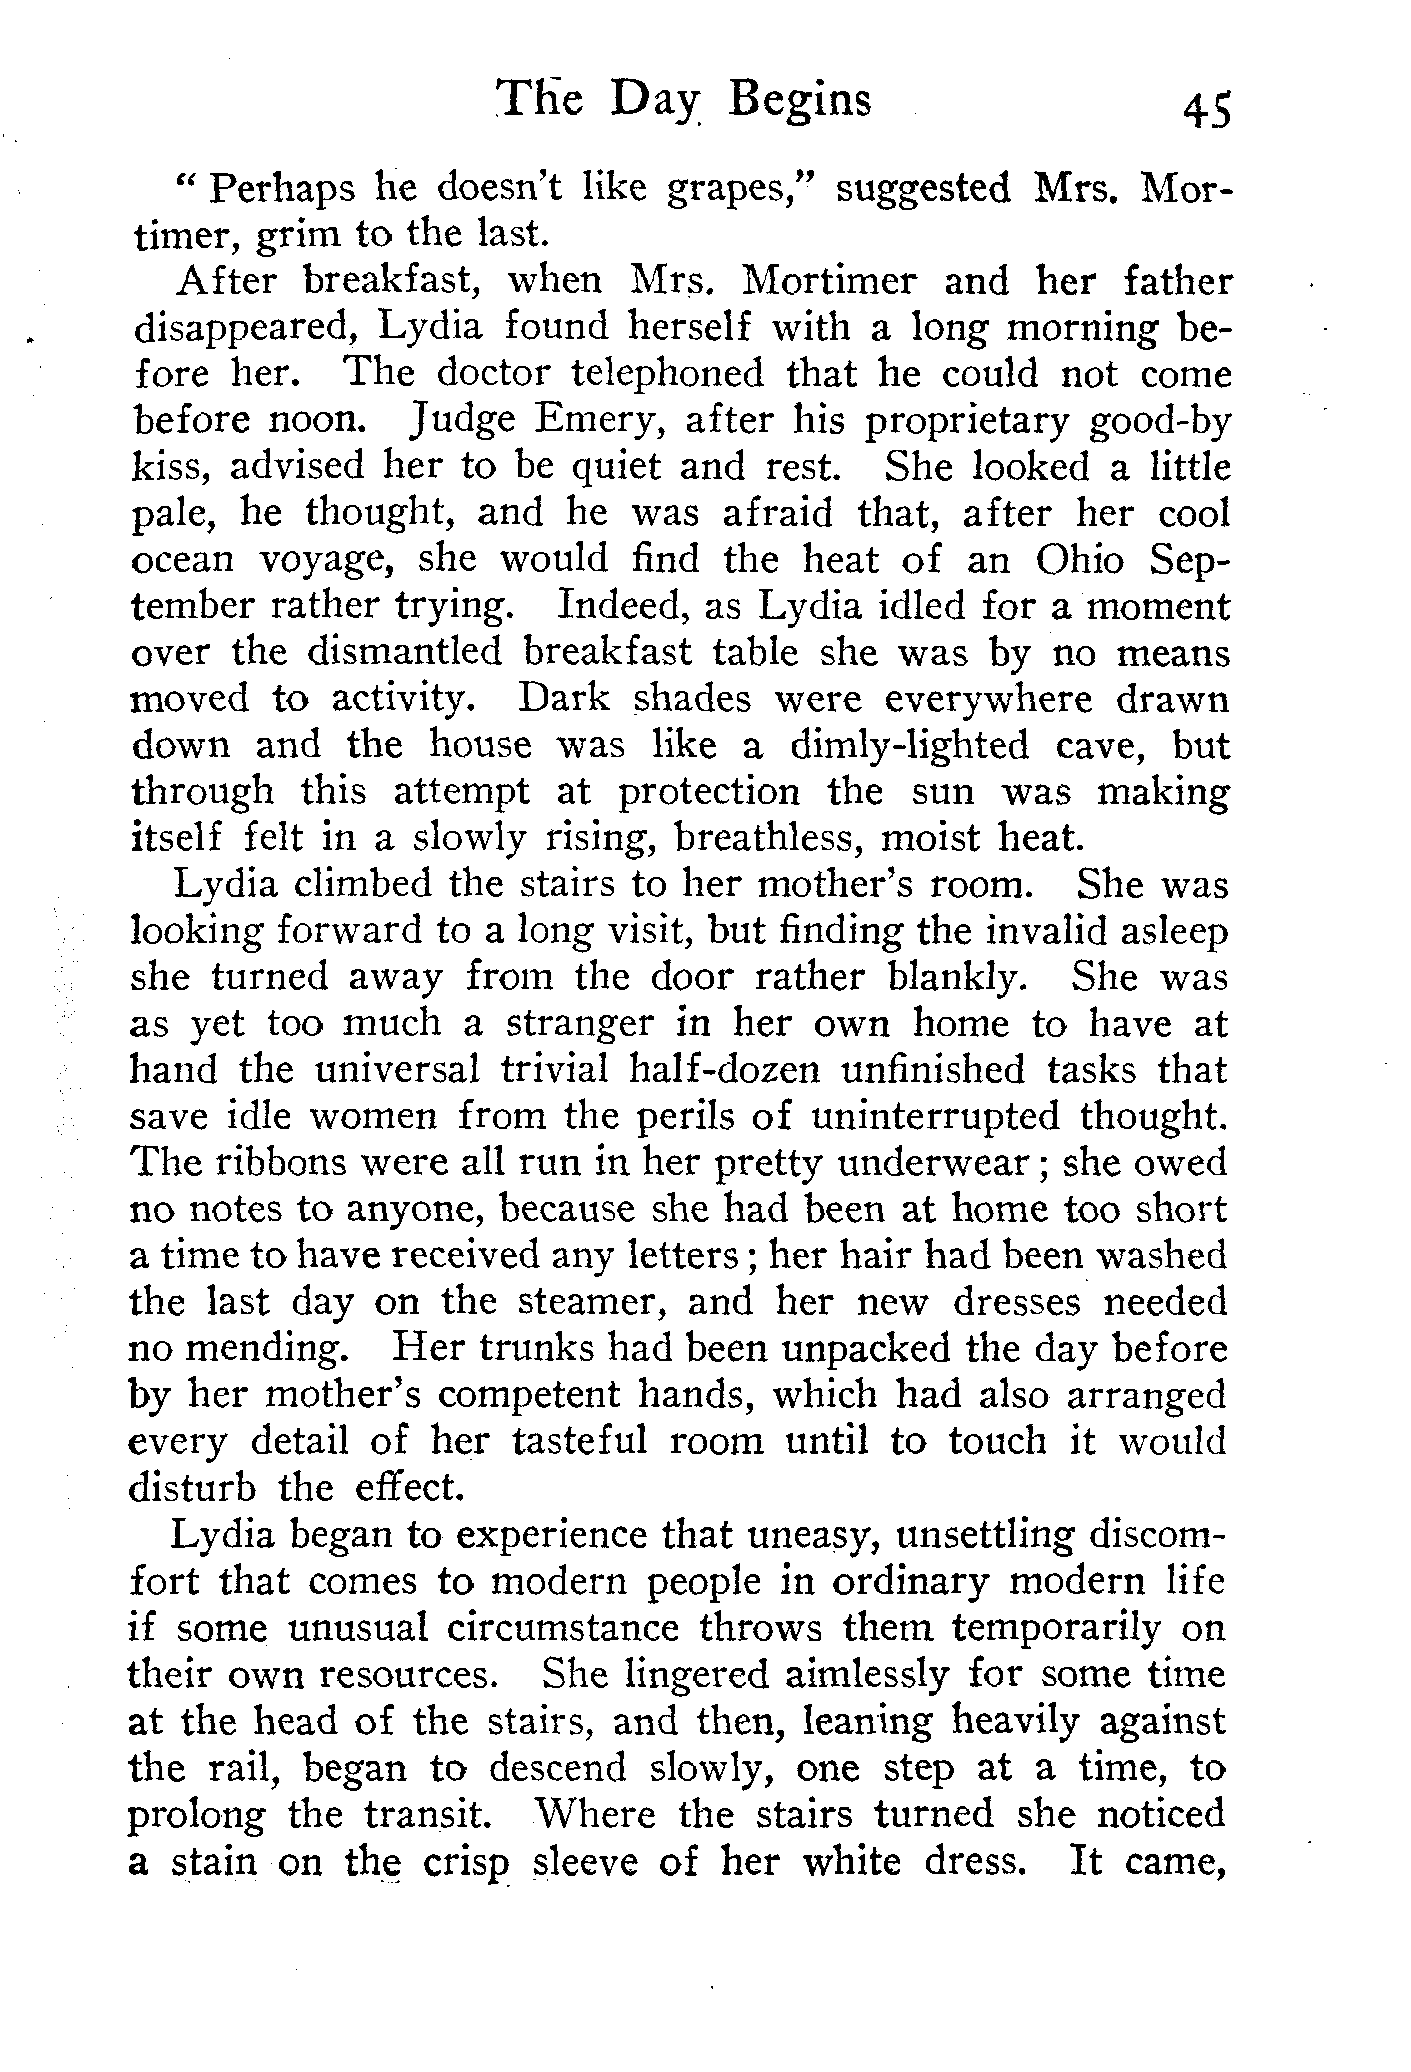 The Day Begins 45
" Perhaps he doesn't like grapes," suggested Mrs. Mor-
timer, grim to the last.
After breakfast, when Mrs. Mortimer and her father
disappeared, Lydia found herself with a long morning be-
fore her. The doctor telephoned that he could not come
before noon. Judge Emery, after his proprietary good-by
kiss, advised her to be quiet and rest. She looked a little
pale, he thought, and he was afraid that, after her cool
ocean voyage, she would find the heat of an Ohio Sep-
tember rather trying. Indeed, as Lydia idled for a moment
over the dismantled breakfast table she was by no means
moved to activity. Dark shades were everywhere drawn
down and the house was like a dimly-lighted cave, but
through this attempt at protection the sun was making
itself felt in a slowly rising, breathless, moist heat.
Lydia climbed the stairs to her mother's room. She was
looking forward to a long visit, but finding the invalid asleep
she turned away from the door rather blankly. She was
as yet too much a stranger in her own home to have at
hand the universal trivial half-dozen unfinished tasks that
save idle women from the perils of uninterrupted thought.
The ribbons were all run in her pretty underwear ; she owed
no notes to anyone, because she had been at home too short
a time to have received any letters ; her hair had been washed
the last day on the steamer, and her new dresses needed
no mending. Her trunks had been unpacked the day before
by her mother's competent hands, which had also arranged
every detail of her tasteful room until to touch it would
disturb the effect.
Lydia began to experience that uneasy, unsettling discom-
fort that comes to modern people in ordinary modern life
if some unusual circumstance throws them temporarily on
their own resources. She lingered aimlessly for some time
at the head of the stairs, and then, leaning heavily against
the rail, began to descend slowly, one step at a time, to
prolong the transit. Where the stairs turned she noticed
a stain on the crisp sleeve of her white dress. It came,